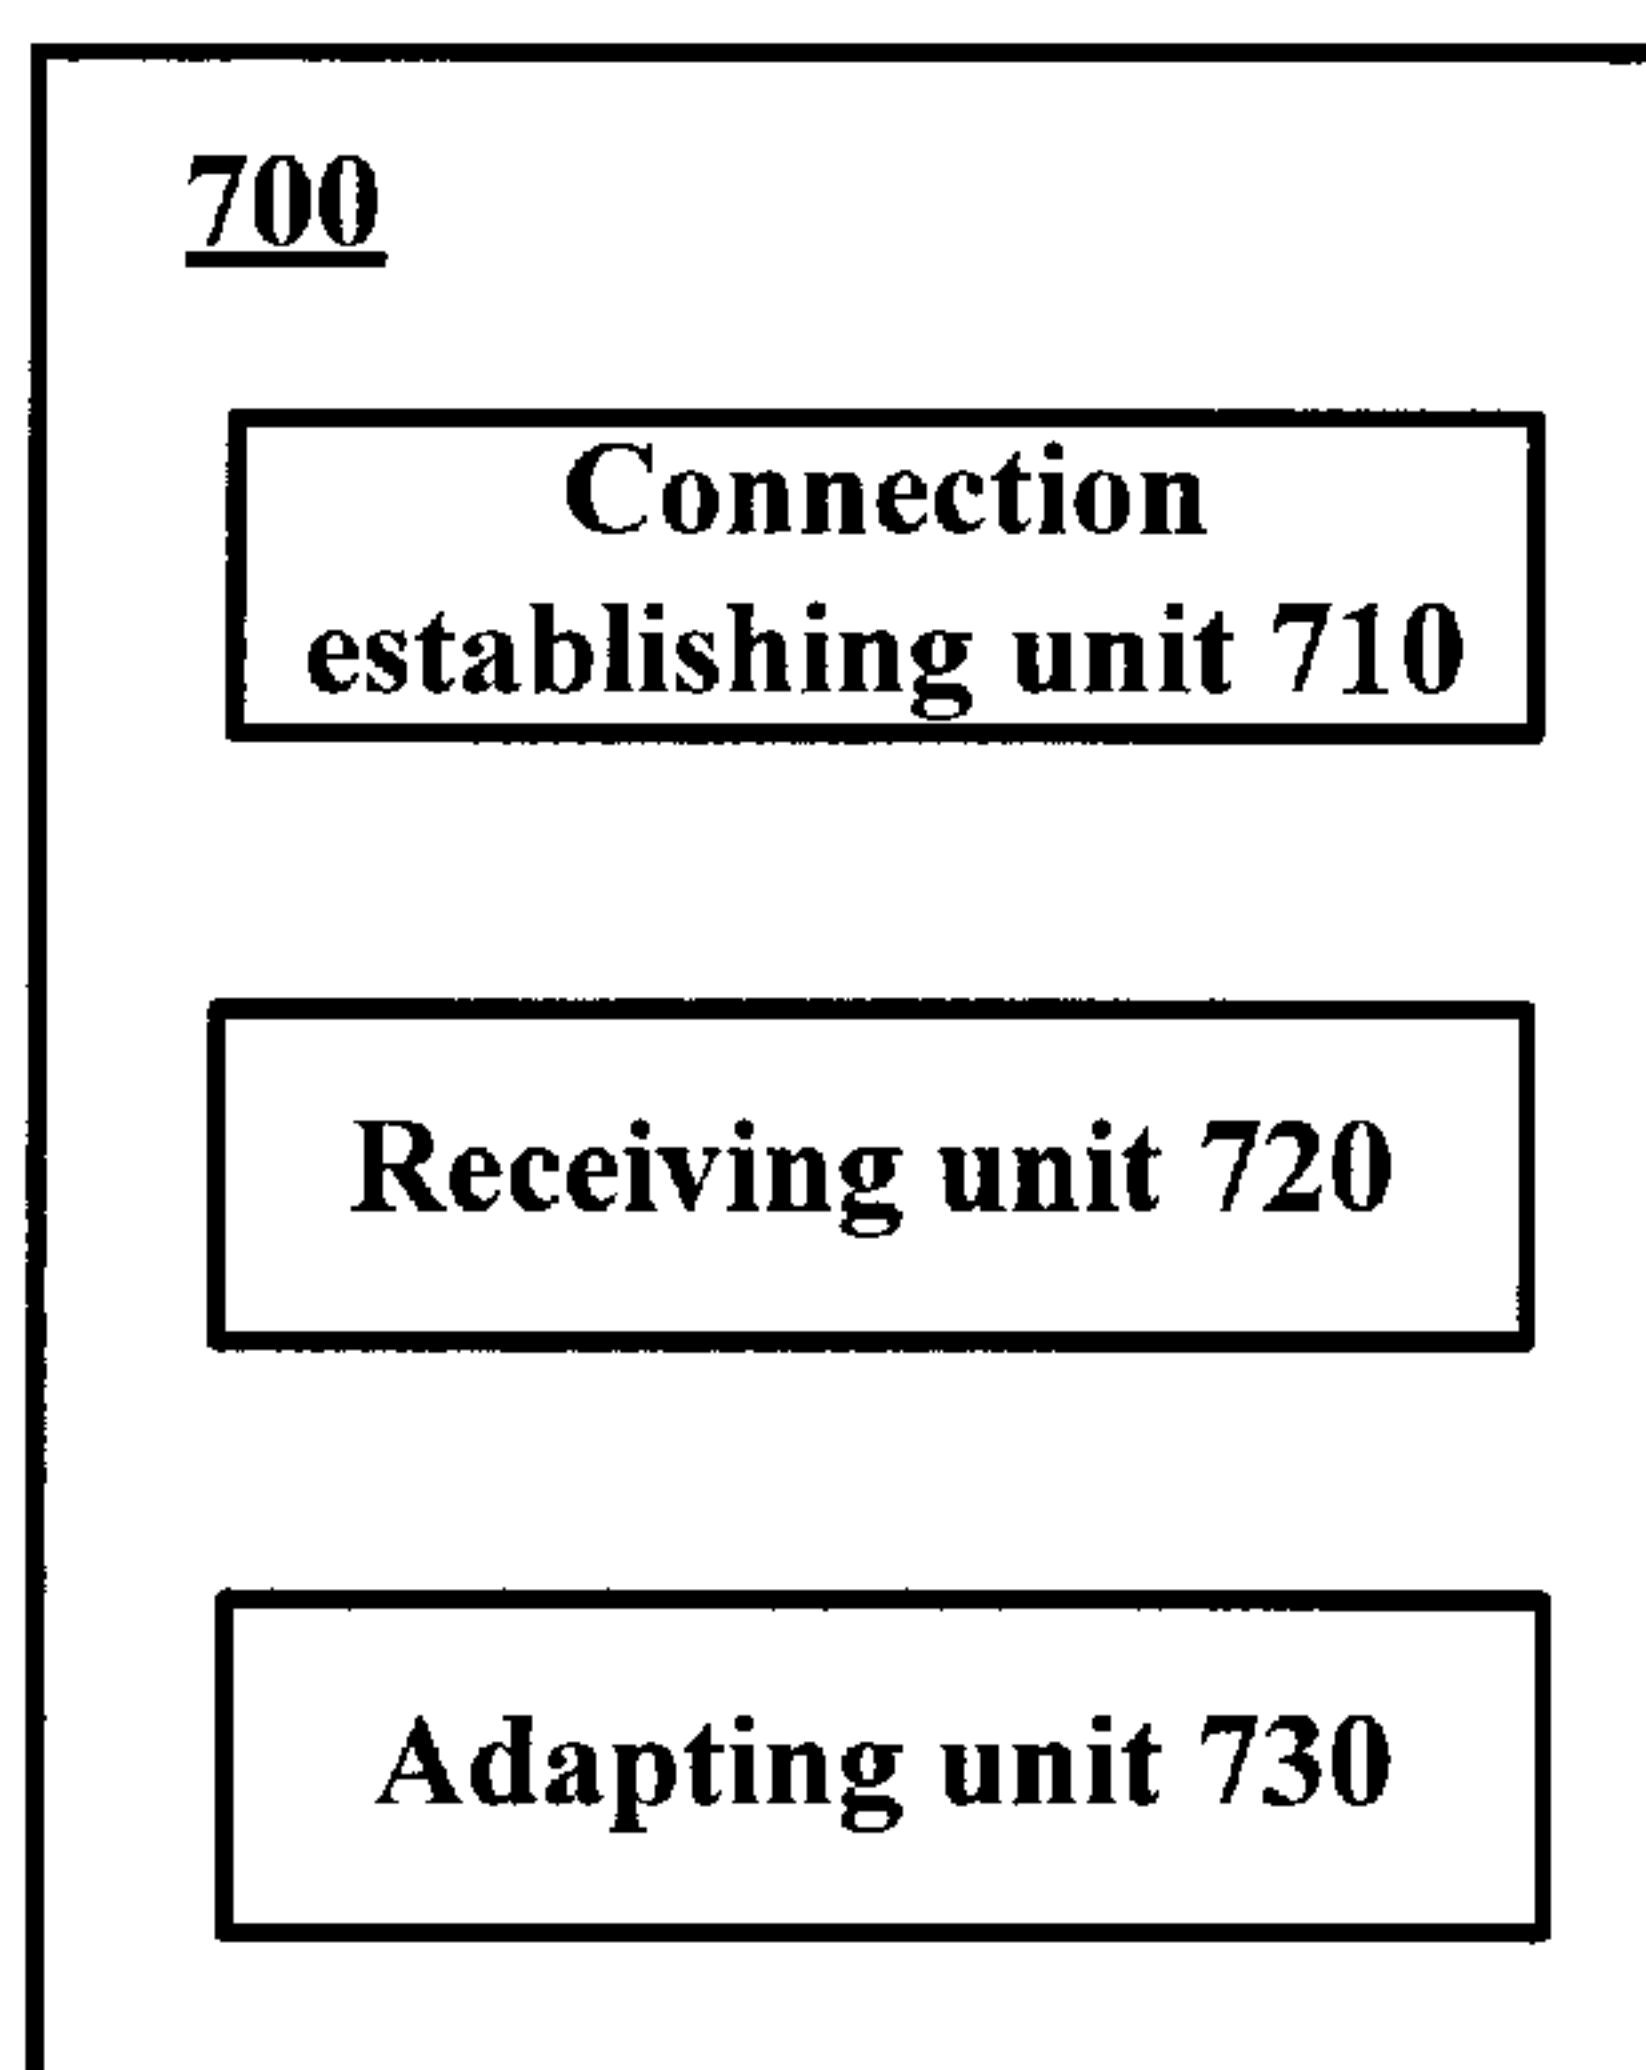 700
Connection
establishing unit 710
Receiving unit 720
Adapting unit 730